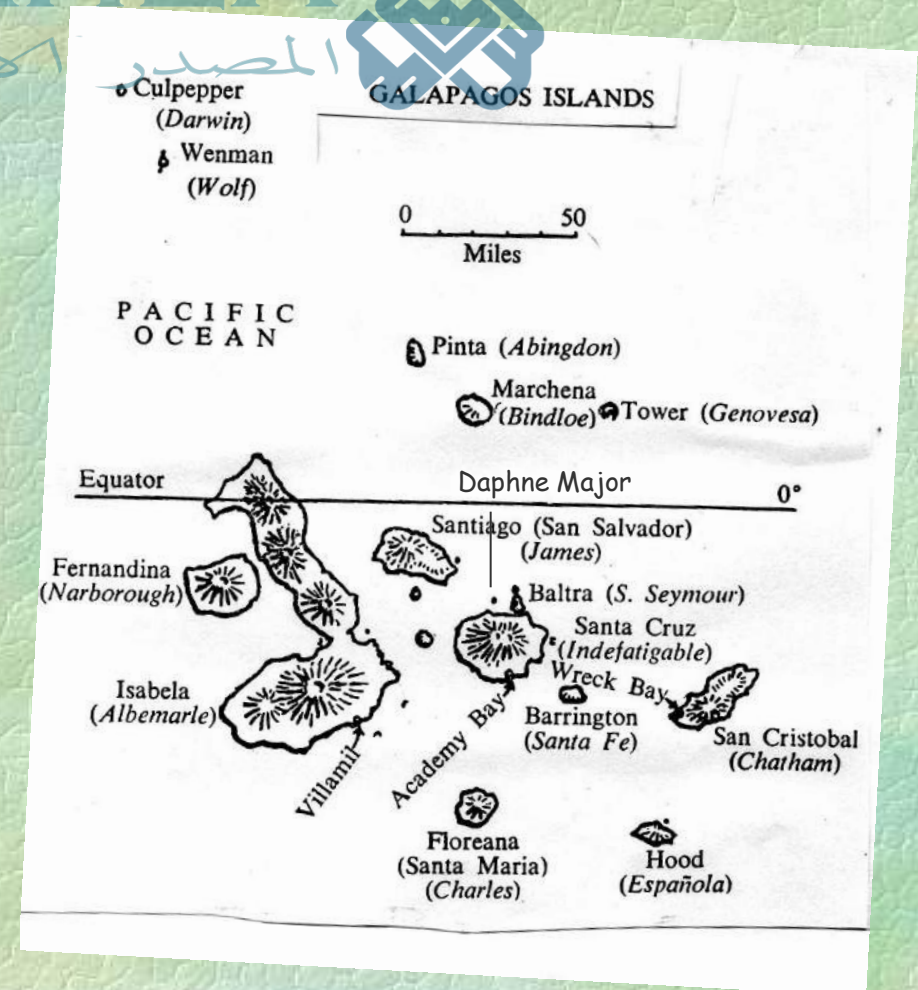 المصدر
GALAPAGOS ISLANDS
Culpepper
(Darwin)
Wenman
(Wolf)
0 50
Miles
PACIFIC
OCEAN
Pinta (Abingdon)
Marchena
(Bindloe)
Tower (Genovesa)
Equator
Daphne Major
0°
Santiago (San Salvador)
(James)
Fernandina
(Narborough)
Baltra (S. Seymour)
Santa Cruz
(Indefatigable)
Wreck Bay
Isabela
(Albemarle)
Barrington
(Santa Fe)
San Cristobal
(Chatham)
Academy Bay
Villamil
Floreana
(Santa Maria)
(Charles)
Hood
(Española)